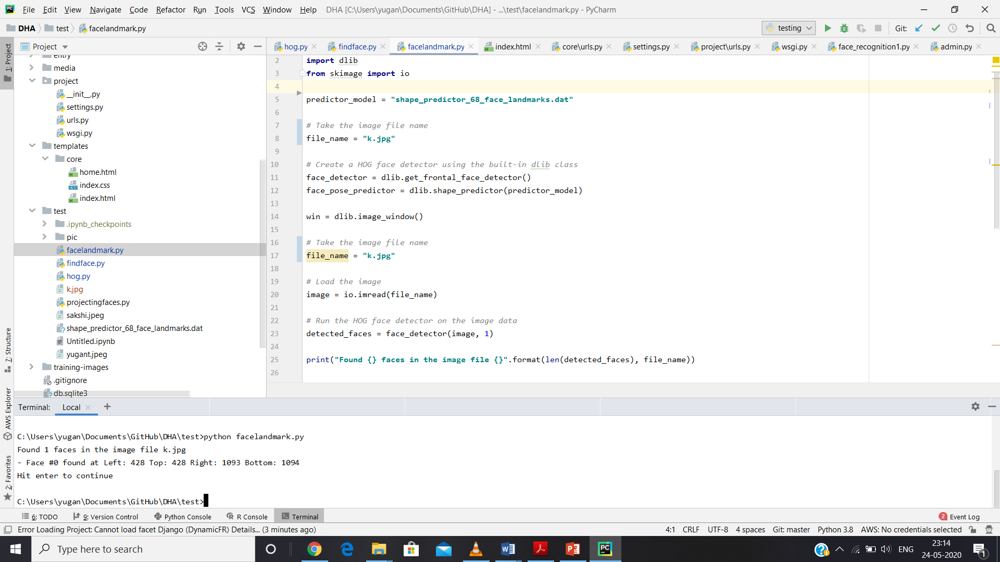 File Edit View Navigate Code Refactor Run Tools VCS Window Help DHA [C:\Users\yugan\Documents\GitHub\DHA] - ...\test\facelandmark.py - PyCharm
DHA test facelandmark.py testing Git:
Project hog.py findface.py facelandmark.py index.html core\urls.py settings.py project\urls.py wsgi.py face_recognition1.py admin.py
1: Project
7: Structure
AWS Explorer
2: Favorites
entry
media
project
__init__.py
settings.py
urls.py
wsgi.py
templates
core
home.html
index.css
index.html
test
.ipynb_checkpoints
pic
facelandmark.py
findface.py
hog.py
k.jpg
projectingfaces.py
sakshi.jpeg
shape_predictor_68_face_landmarks.dat
Untitled.ipynb
yugant.jpeg
training-images
.gitignore
db.sqlite3
2 import dlib
3 from skimage import io
4
5 predictor_model = "shape_predictor_68_face_landmarks.dat"
6
7 # Take the image file name
8 file_name = "k.jpg"
9
10 # Create a HOG face detector using the built-in dlib class
11 face_detector = dlib.get_frontal_face_detector()
12 face_pose_predictor = dlib.shape_predictor(predictor_model)
13
14 win = dlib.image_window()
15
16 # Take the image file name
17 file_name = "k.jpg"
18
19 # Load the image
20 image = io.imread(file_name)
21
22 # Run the HOG face detector on the image data
23 detected_faces = face_detector(image, 1)
24
25 print("Found {} faces in the image file {}".format(len(detected_faces), file_name))
26
Terminal: Local +
C:\Users\yugan\Documents\GitHub\DHA\test>python facelandmark.py
Found 1 faces in the image file k.jpg
- Face #0 found at Left: 428 Top: 428 Right: 1093 Bottom: 1094
Hit enter to continue
C:\Users\yugan\Documents\GitHub\DHA\test>
6: TODO 9: Version Control Python Console R Console Terminal 2 Event Log
Error Loading Project: Cannot load facet Django (DynamicFR) Details... (3 minutes ago) 4:1 CRLF UTF-8 4 spaces Git: master Python 3.8 AWS: No credentials selected
Type here to search ENG 23:14
24-05-2020 1